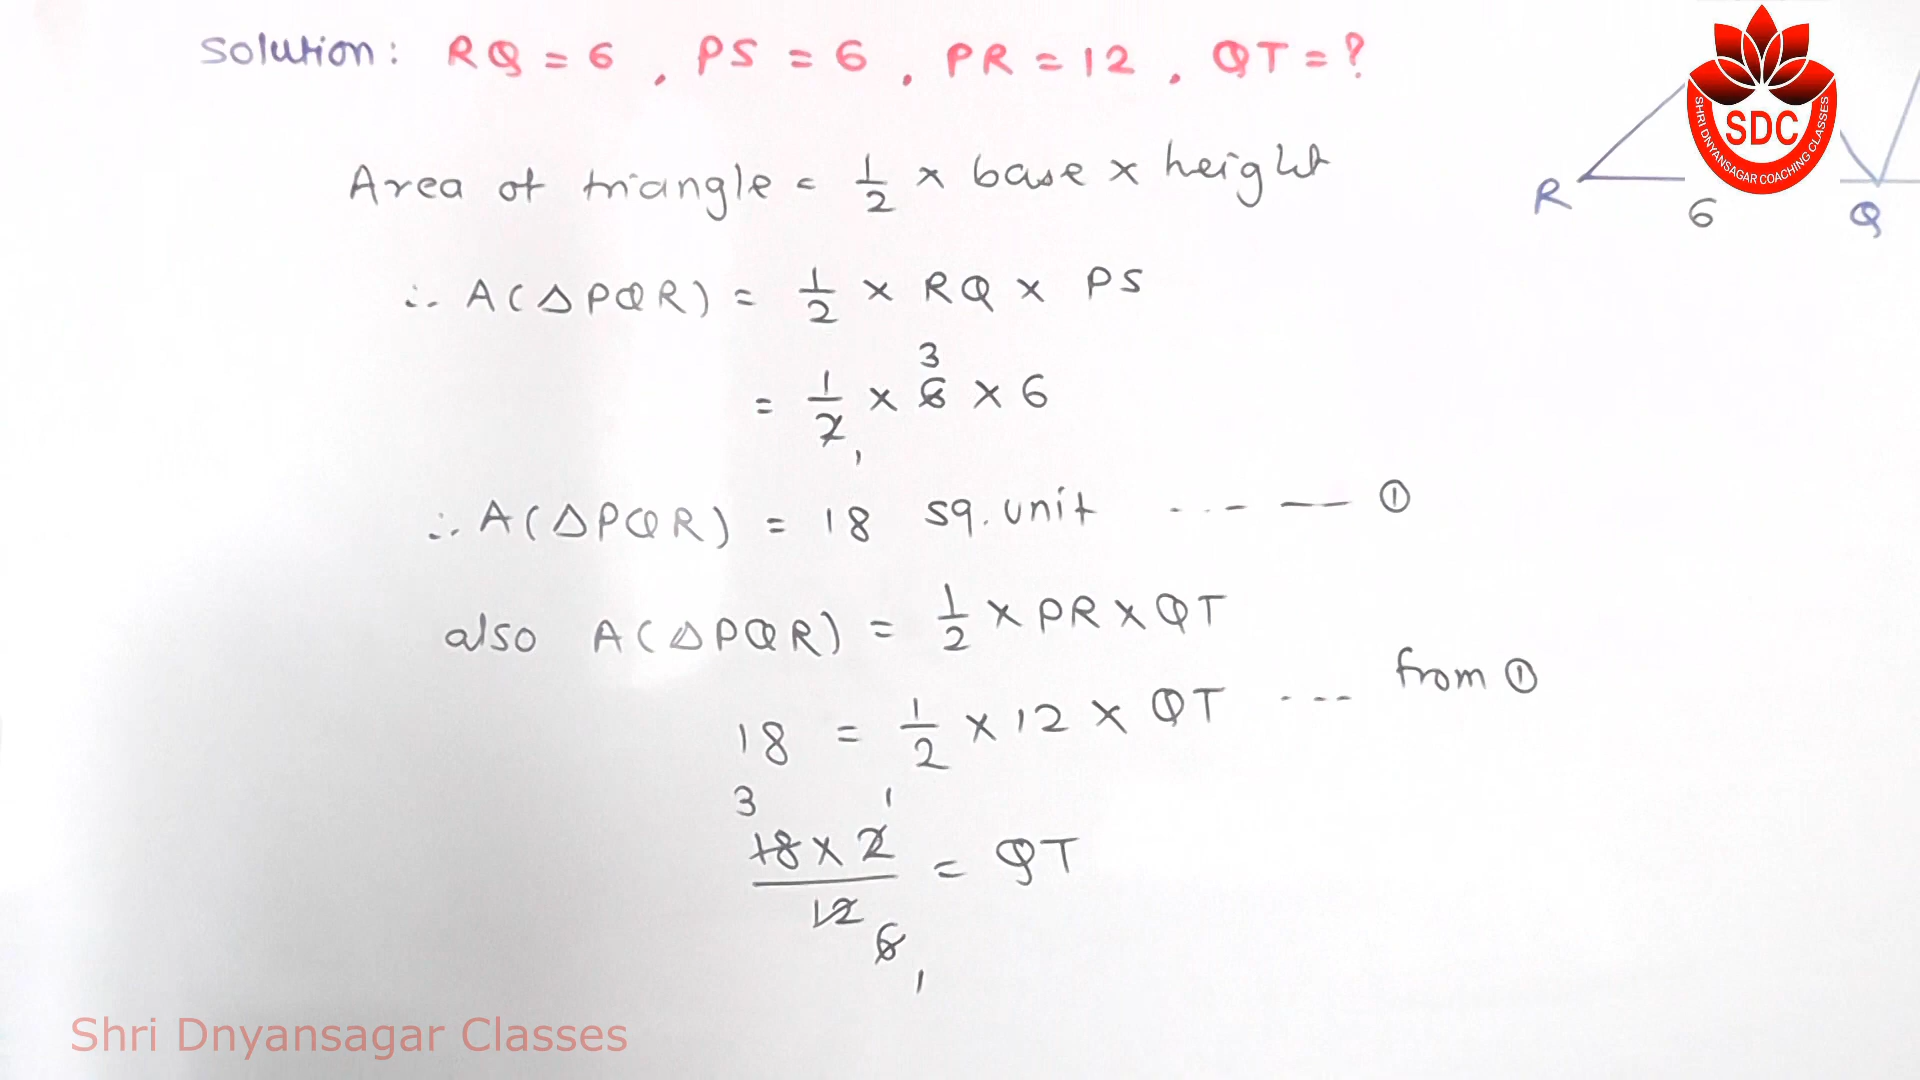 Solution: RQ = 6 , PS = 6 , PR = 12 , QT = ?
SDC
SHRI DNYANSAGAR COACHING CLASSES
R 6 Q
Area of triangle = 1/2 × base × height
∴ A(△PQR) = 1/2 × RQ × PS
3
= 1/2 × 6 × 6
1
∴ A(△PQR) = 18 sq. unit ---- — ①
also A(△PQR) = 1/2 × PR × QT
18 = 1/2 × 12 × QT --- from ①
3 1
18 × 2 / 12 = QT
6
1
Shri Dnyansagar Classes